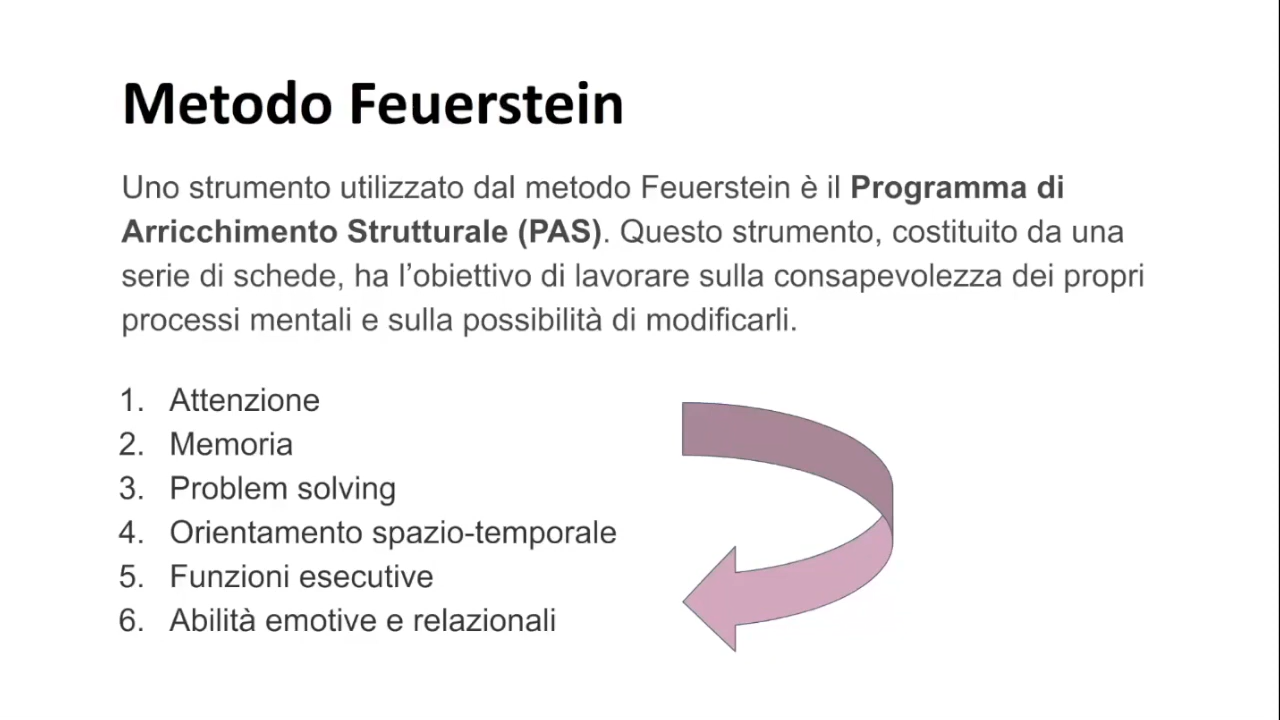 Metodo Feuerstein
Uno strumento utilizzato dal metodo Feuerstein è il Programma di
Arricchimento Strutturale (PAS). Questo strumento, costituito da una
serie di schede, ha l’obiettivo di lavorare sulla consapevolezza dei propri
processi mentali e sulla possibilità di modificarli.
1. Attenzione
2. Memoria
3. Problem solving
4. Orientamento spazio-temporale
5. Funzioni esecutive
6. Abilità emotive e relazionali